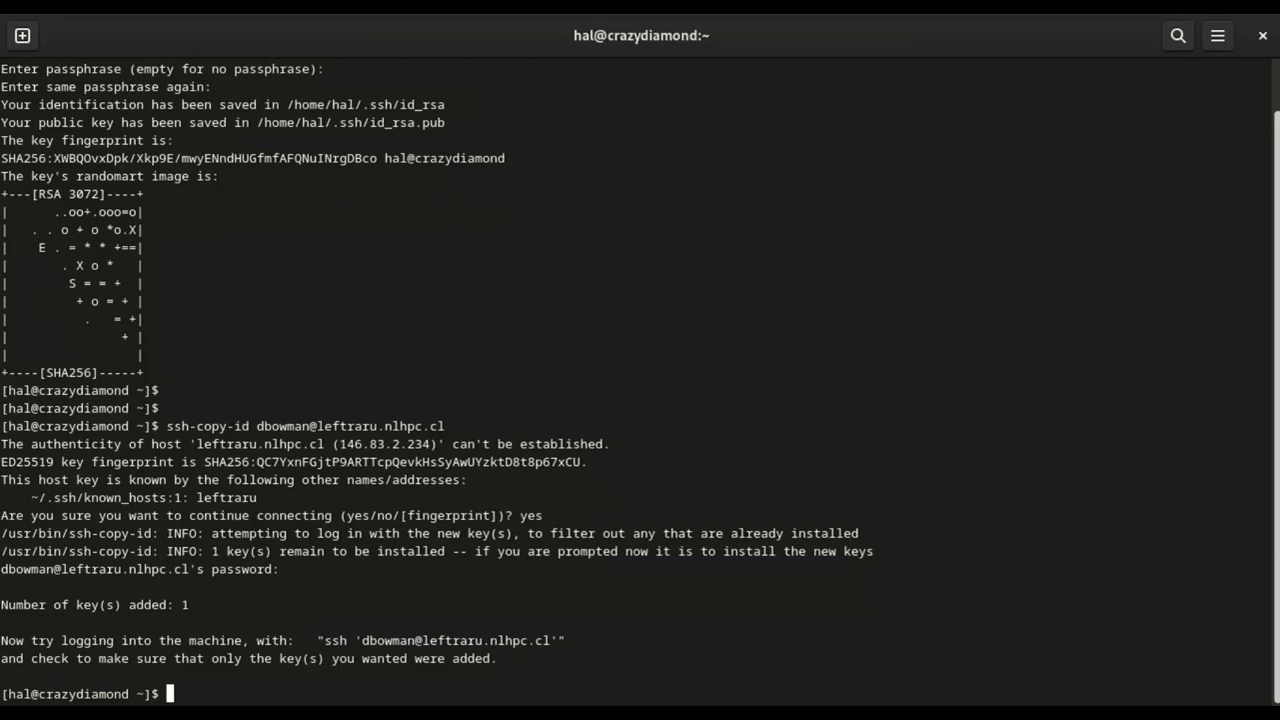 hal@crazydiamond:~
Enter passphrase (empty for no passphrase):
Enter same passphrase again:
Your identification has been saved in /home/hal/.ssh/id_rsa
Your public key has been saved in /home/hal/.ssh/id_rsa.pub
The key fingerprint is:
SHA256:XWBQOvxDpk/Xkp9E/mwyENndHUGfmfAFQNuINrgDBco hal@crazydiamond
The key's randomart image is:
+---[RSA 3072]----+
|      ..oo+.ooo=o|
|   . . o + o *o.X|
|    E . = * * +==|
|       . X o *   |
|        S = = +  |
|         + o = + |
|          .   = +|
|               + |
|                 |
+----[SHA256]-----+
[hal@crazydiamond ~]$
[hal@crazydiamond ~]$
[hal@crazydiamond ~]$ ssh-copy-id dbowman@leftraru.nlhpc.cl
The authenticity of host 'leftraru.nlhpc.cl (146.83.2.234)' can't be established.
ED25519 key fingerprint is SHA256:QC7YxnFGjtP9ARTTcpQevkHsSyAwUYzktD8t8p67xCU.
This host key is known by the following other names/addresses:
    ~/.ssh/known_hosts:1: leftraru
Are you sure you want to continue connecting (yes/no/[fingerprint])? yes
/usr/bin/ssh-copy-id: INFO: attempting to log in with the new key(s), to filter out any that are already installed
/usr/bin/ssh-copy-id: INFO: 1 key(s) remain to be installed -- if you are prompted now it is to install the new keys
dbowman@leftraru.nlhpc.cl's password:
Number of key(s) added: 1
Now try logging into the machine, with:   "ssh 'dbowman@leftraru.nlhpc.cl'"
and check to make sure that only the key(s) you wanted were added.
[hal@crazydiamond ~]$